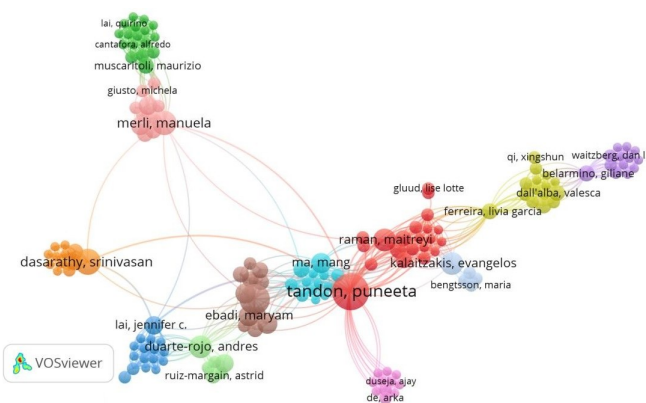 lai, quirino
cantafora, alfredo
muscaritoli, maurizio
giusto, michela
merli, manuela
qi, xingshun
waitzberg, dan l
belarmino, giliane
dall'alba, valesca
gluud, lise lotte
ferreira, livia garcia
raman, maitreyi
dasarathy, srinivasan
ma, mang
kalaitzakis, evangelos
bengtsson, maria
tandon, puneeta
ebadi, maryam
lai, jennifer c.
duarte-rojo, andres
ruiz-margain, astrid
VOSviewer
duseja, ajay
de, arka